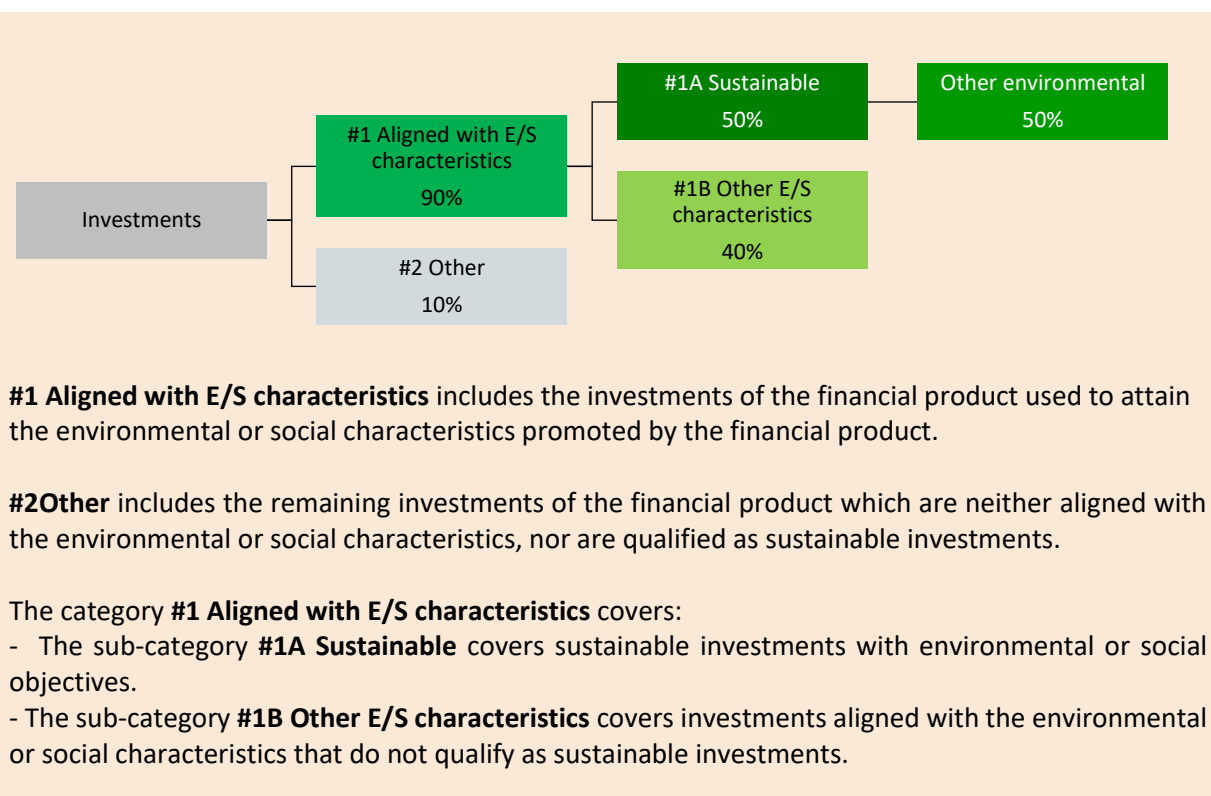 #1A Sustainable
50%
Other environmental
50%
#1 Aligned with E/S
characteristics
90%
#1B Other E/S
characteristics
40%
Investments
#2 Other
10%
#1 Aligned with E/S characteristics includes the investments of the financial product used to attain
the environmental or social characteristics promoted by the financial product.
#2Other includes the remaining investments of the financial product which are neither aligned with
the environmental or social characteristics, nor are qualified as sustainable investments.
The category #1 Aligned with E/S characteristics covers:
- The sub-category #1A Sustainable covers sustainable investments with environmental or social
objectives.
- The sub-category #1B Other E/S characteristics covers investments aligned with the environmental
or social characteristics that do not qualify as sustainable investments.